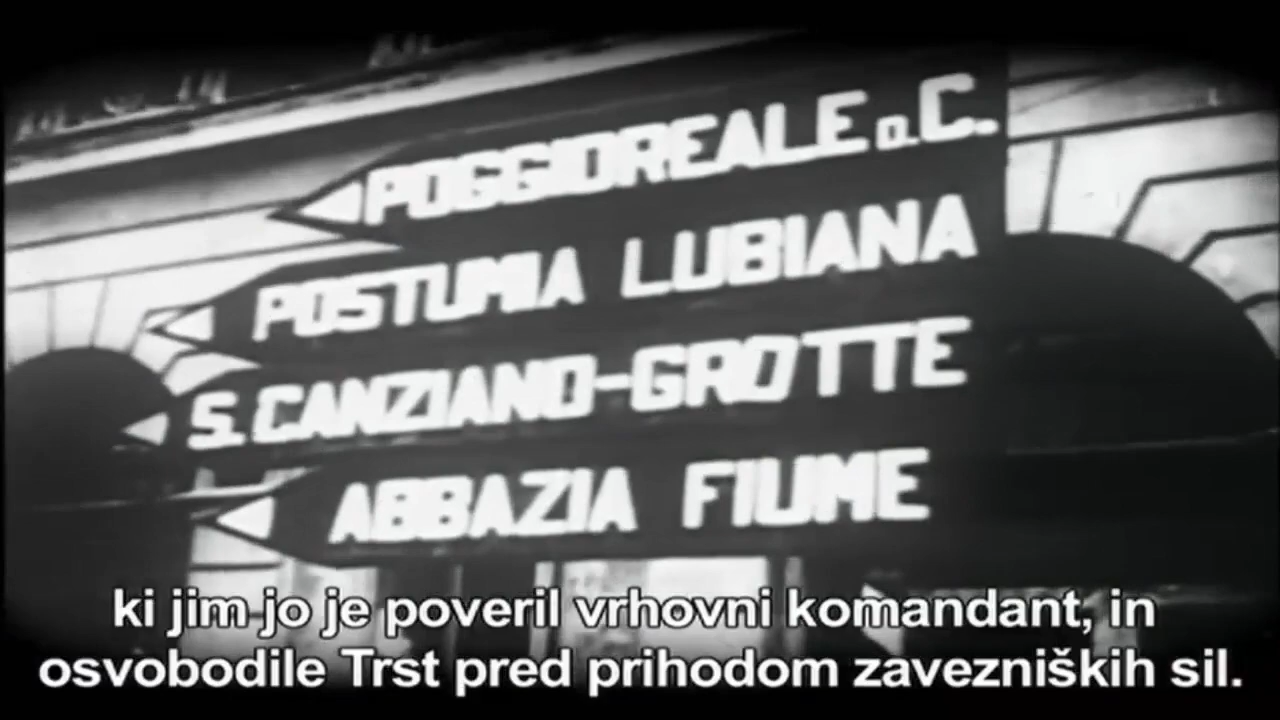 POGGIOREALE a. C.
POSTUMIA LUBIANA
S. CANZIANO-GROTTE
ABBAZIA FIUME
ki jim jo je poveril vrhovni komandant, in
osvobodile Trst pred prihodom zavezniških sil.